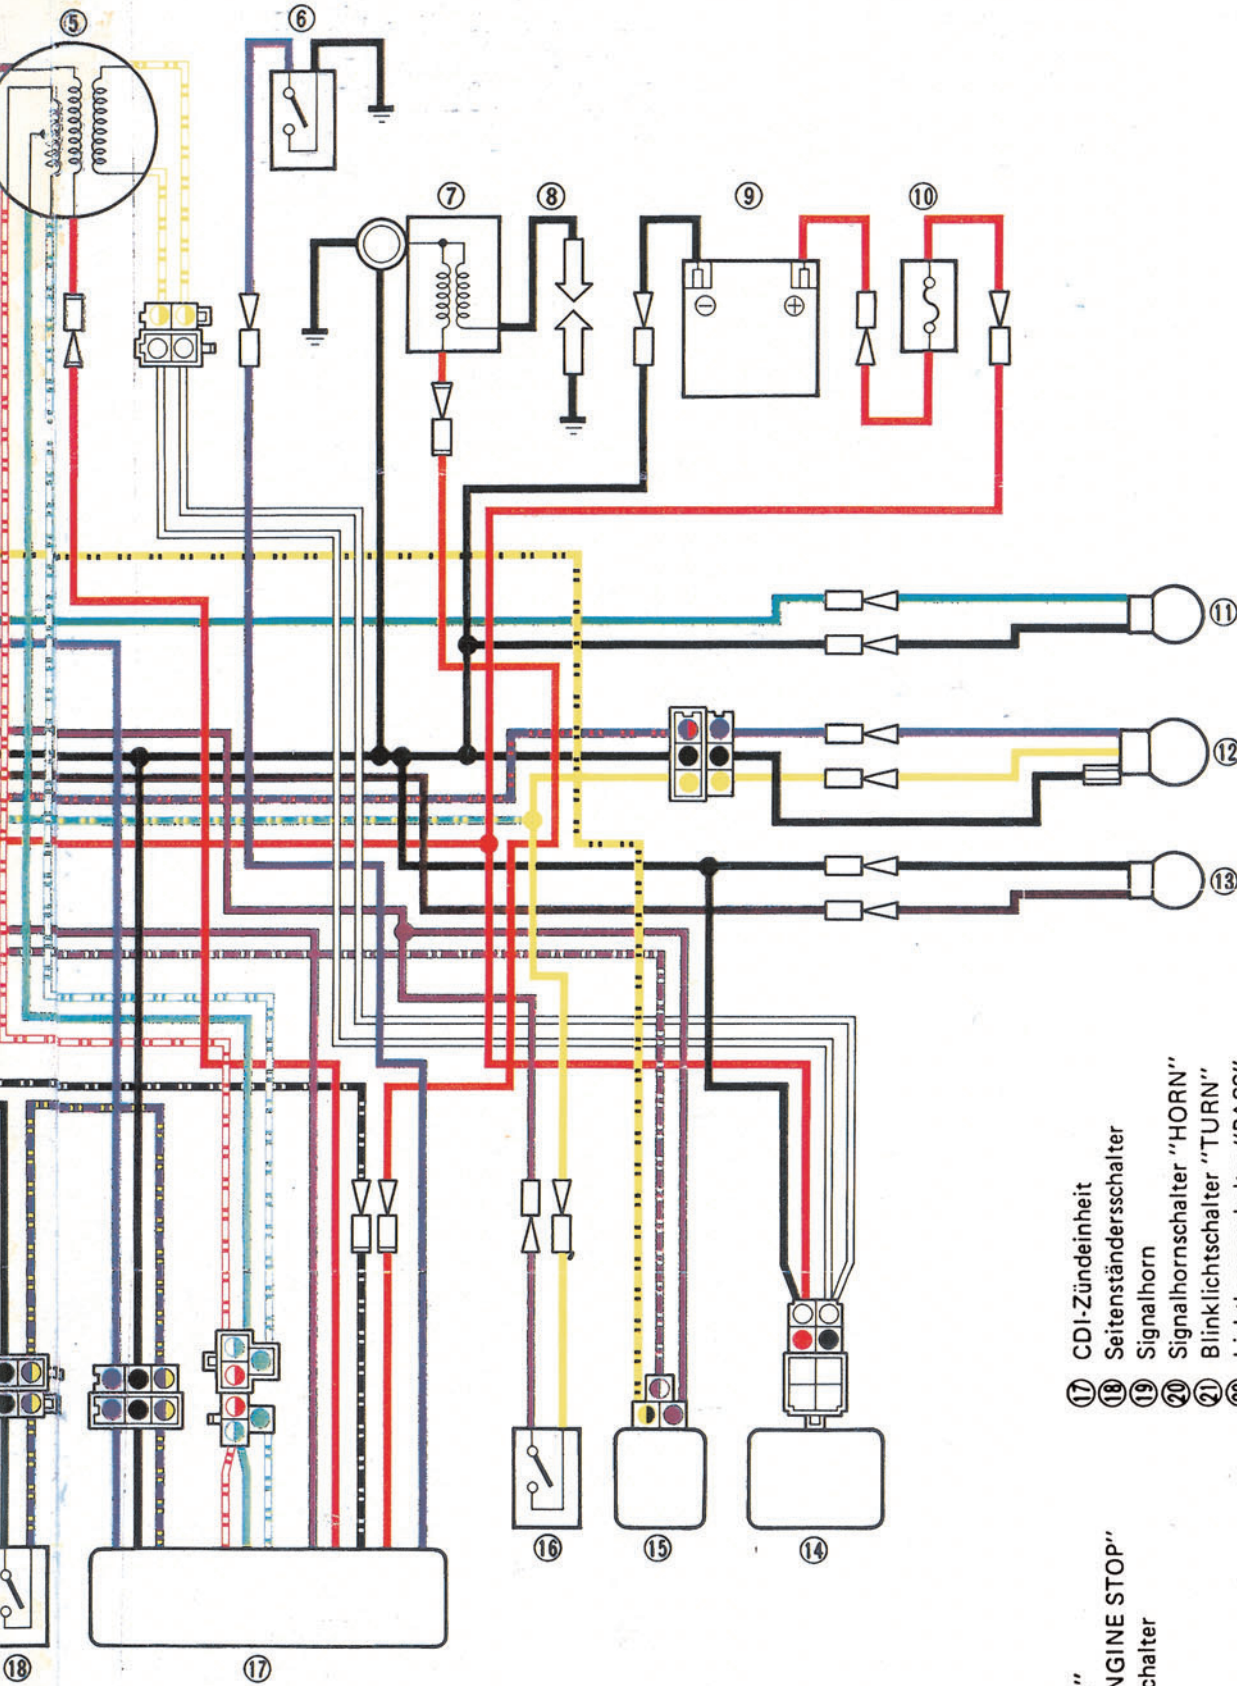 ⑤
⑥
⑦
⑧
⑨
⑩
⊖
⊕
⑪
⑫
⑬
⑭
⑮
⑯
⑰
⑱
⑰ CDI-Zündeinheit
⑱ Seitenständersschalter
⑲ Signalhorn
⑳ Signalhornschalter "HORN"
㉑ Blinklichtschalter "TURN"
"
NGINE STOP"
chalter